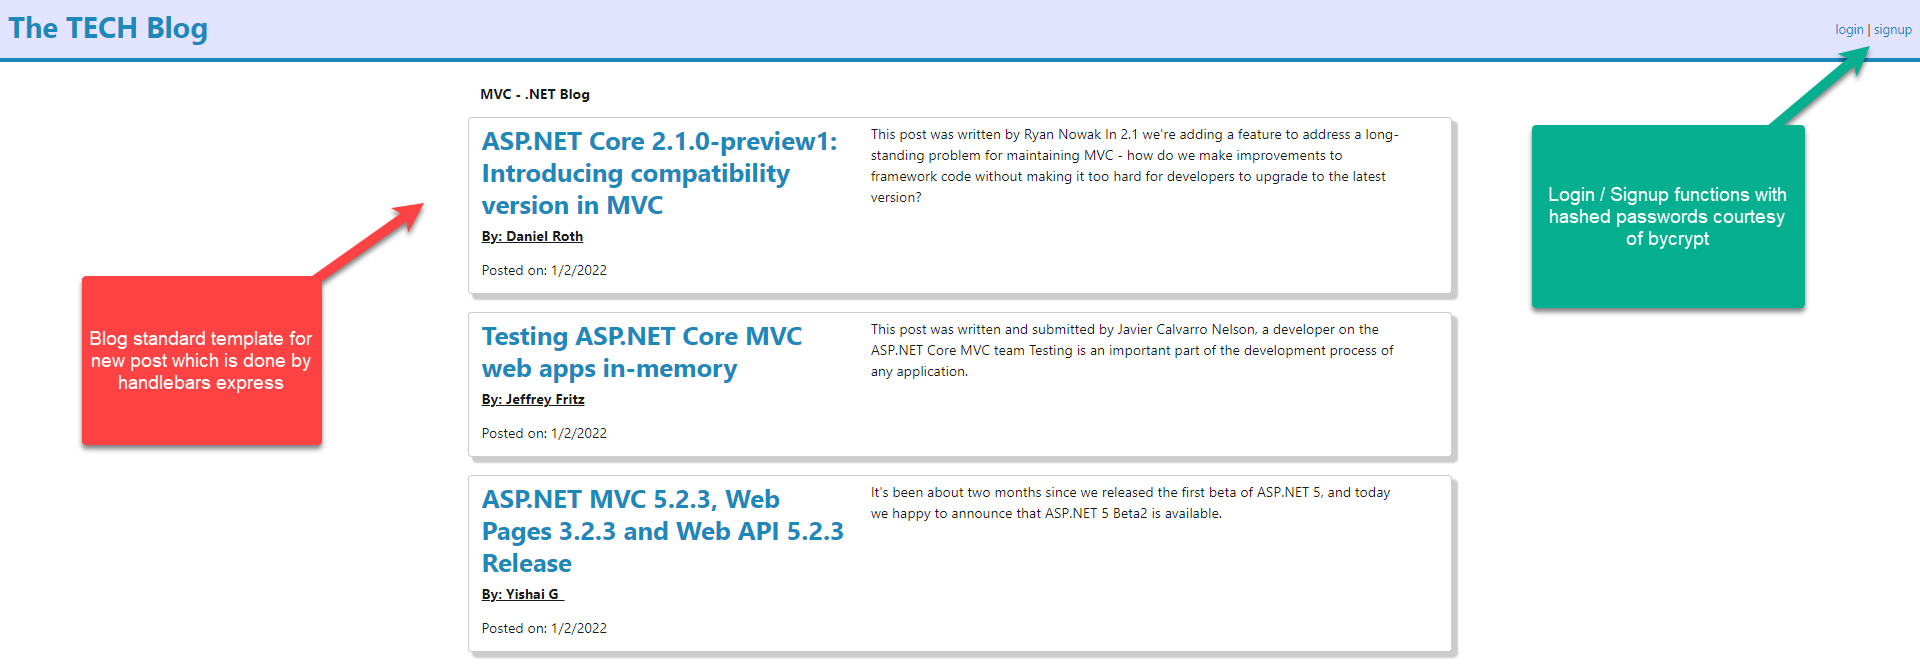 The TECH Blog
login | signup
MVC - .NET Blog
ASP.NET Core 2.1.0-preview1:
Introducing compatibility
version in MVC
By: Daniel Roth
Posted on: 1/2/2022
This post was written by Ryan Nowak In 2.1 we're adding a feature to address a long-
standing problem for maintaining MVC - how do we make improvements to
framework code without making it too hard for developers to upgrade to the latest
version?
Testing ASP.NET Core MVC
web apps in-memory
By: Jeffrey Fritz
Posted on: 1/2/2022
This post was written and submitted by Javier Calvarro Nelson, a developer on the
ASP.NET Core MVC team Testing is an important part of the development process of
any application.
ASP.NET MVC 5.2.3, Web
Pages 3.2.3 and Web API 5.2.3
Release
By: Yishai G
Posted on: 1/2/2022
It's been about two months since we released the first beta of ASP.NET 5, and today
we happy to announce that ASP.NET 5 Beta2 is available.
Blog standard template for
new post which is done by
handlebars express
Login / Signup functions with
hashed passwords courtesy
of bycrypt